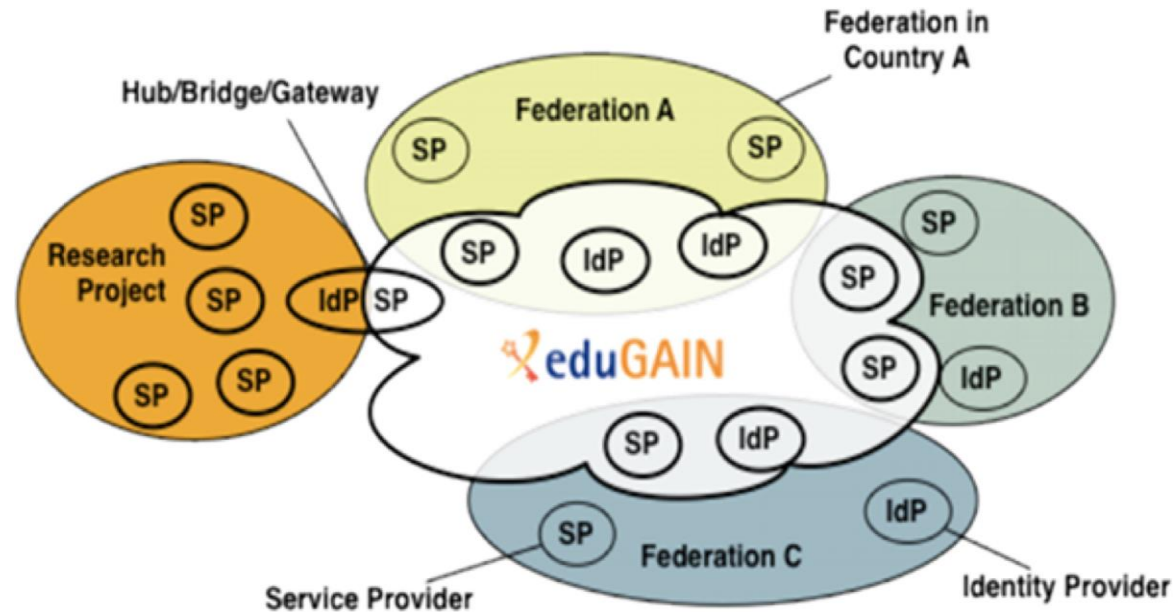 Federation in
Country A
Hub/Bridge/Gateway
Federation A
SP
SP
SP
Research
Project
SP
SP
SP
IdP
SP
SP
IdP
IdP
SP
SP
Federation B
SP
IdP
eduGAIN
SP
IdP
SP
IdP
Federation C
Service Provider
Identity Provider